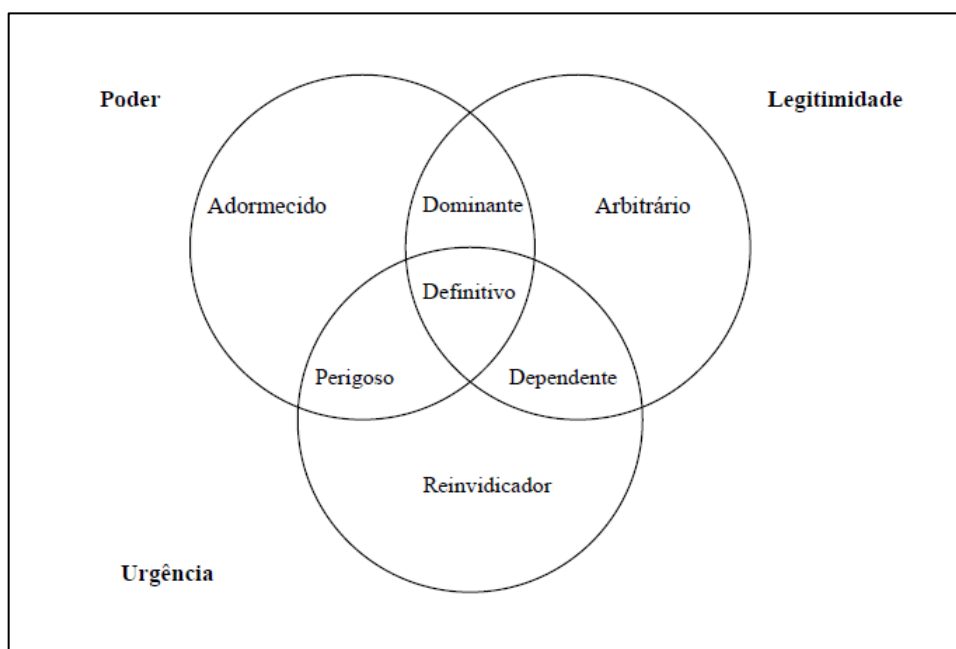 Poder
Legitimidade
Adormecido
Dominante
Arbitrário
Definitivo
Perigoso
Dependente
Reinvidicador
Urgência